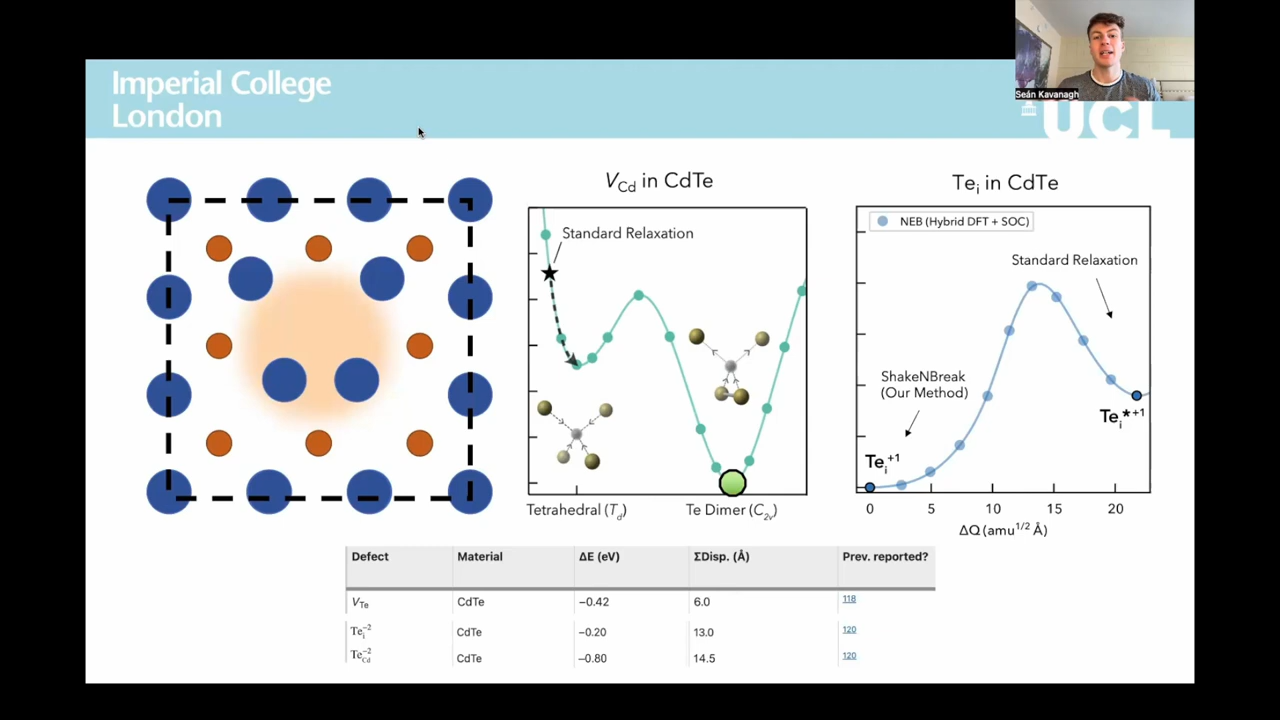 Seán Kavanagh
Imperial College
London
UCL
V_Cd in CdTe
Standard Relaxation
Tetrahedral (T_d)
Te Dimer (C_2v)
Te_i in CdTe
NEB (Hybrid DFT + SOC)
Standard Relaxation
ShakeNBreak
(Our Method)
Te_i^*+1
Te_i^+1
0 5 10 15 20
ΔQ (amu^1/2 Å)
Defect Material ΔE (eV) ΣDisp. (Å) Prev. reported?
V_Te CdTe −0.42 6.0 118
Te_i^−2 CdTe −0.20 13.0 120
Te_Cd^−2 CdTe −0.80 14.5 120